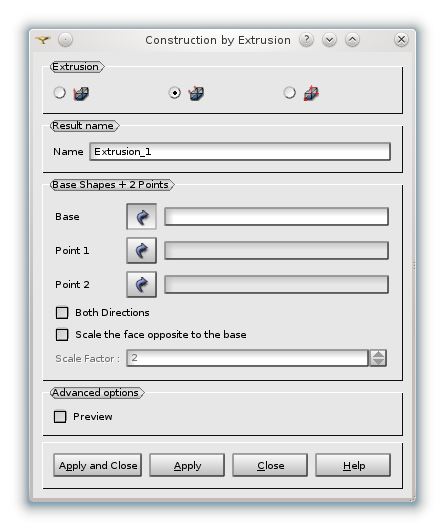 Construction by Extrusion
Extrusion
Result name
Name Extrusion_1
Base Shapes + 2 Points
Base
Point 1
Point 2
Both Directions
Scale the face opposite to the base
Scale Factor : 2
Advanced options
Preview
Apply and Close Apply Close Help